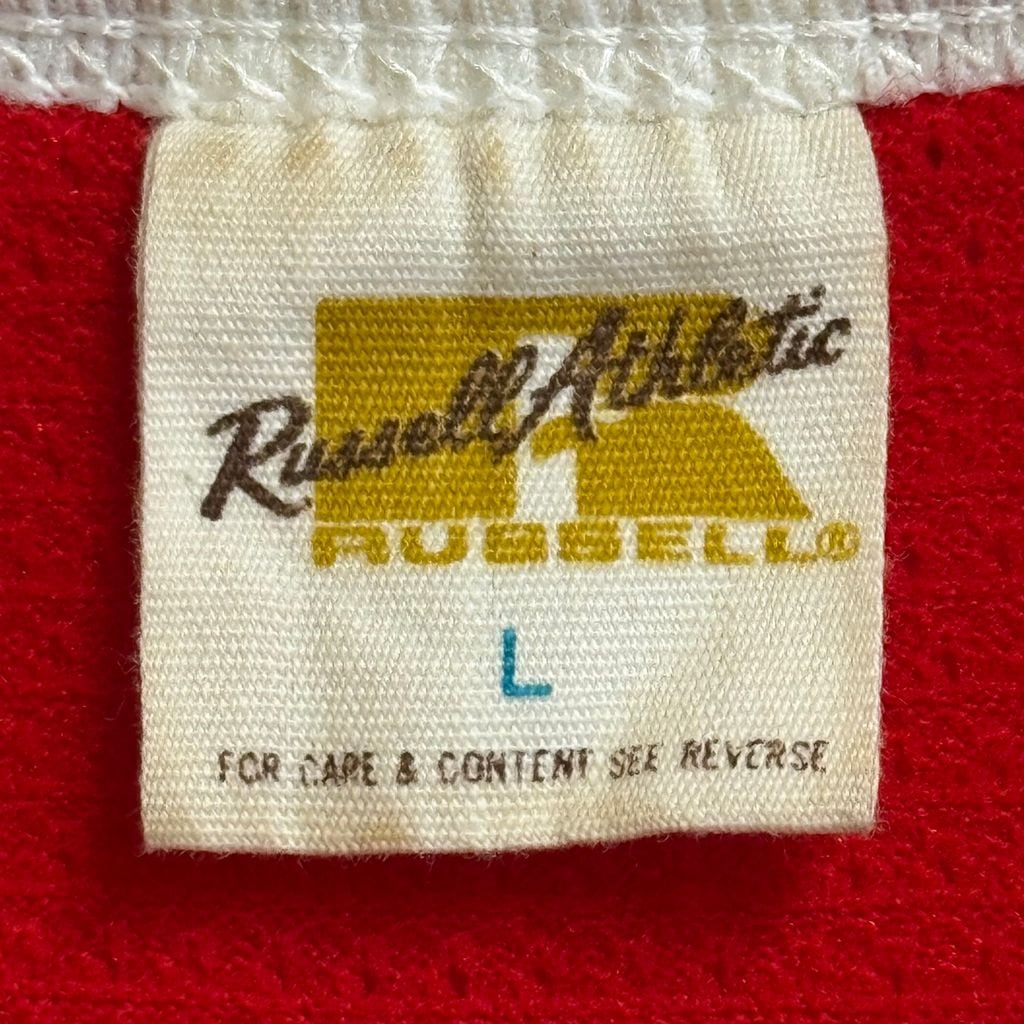 Russell Athletic
RUSSELL®
L
FOR CARE & CONTENT SEE REVERSE